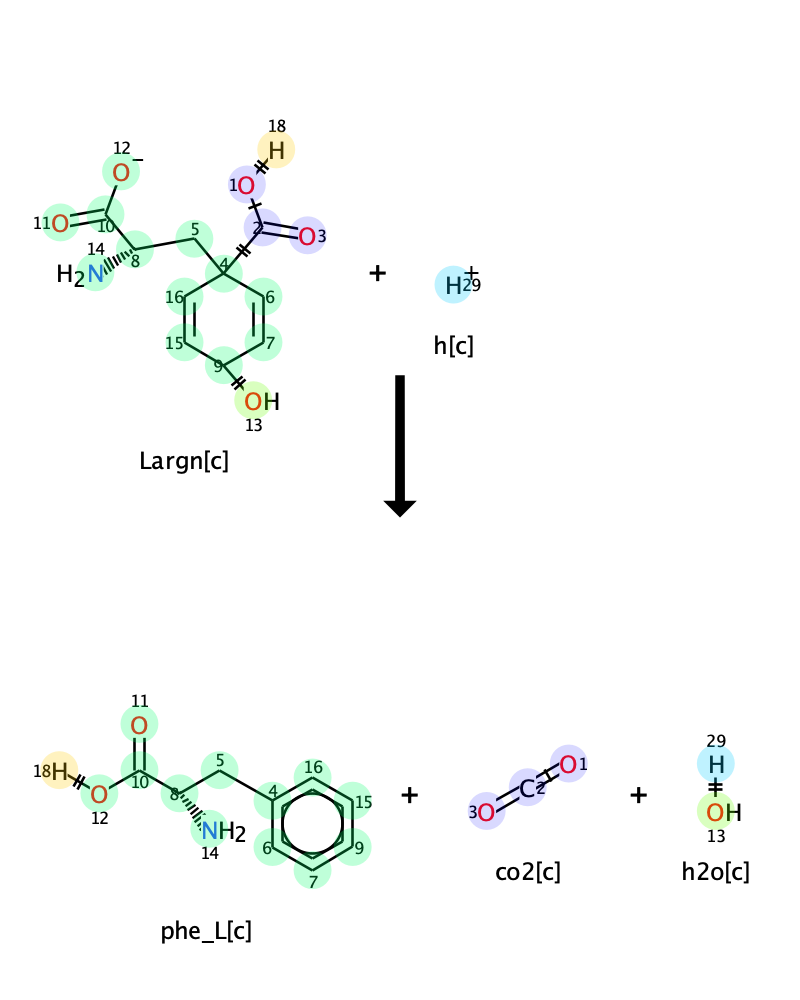 18
H
12
O−
1O
11O
10
2
O3
5
14
H2N
8
4
16
6
+
H+
29
15
7
h[c]
9
OH
13
Largn[c]
11
O
29
18H
10
5
16
H
O1
O
12
8
4
15
+
C2
+
3O
OH
NH2
14
6
9
13
7
co2[c]
h2o[c]
phe_L[c]